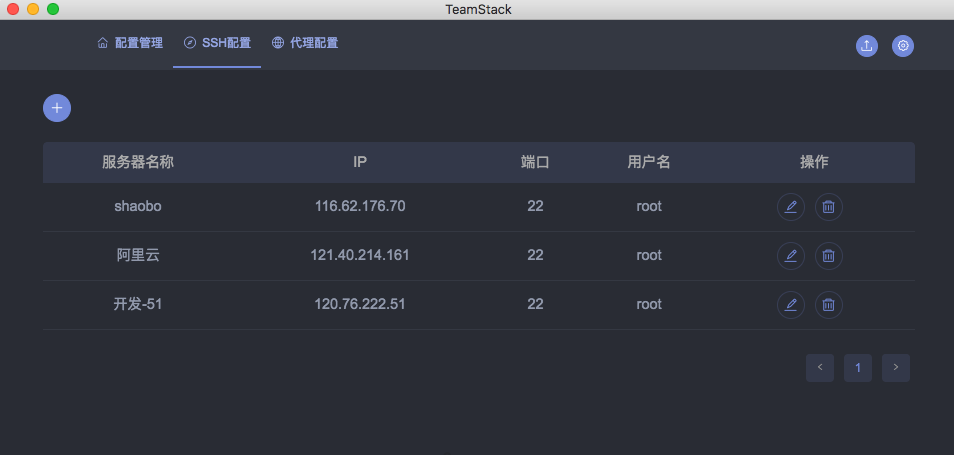 TeamStack
配置管理 SSH配置 代理配置
服务器名称 IP 端口 用户名 操作
shaobo 116.62.176.70 22 root
阿里云 121.40.214.161 22 root
开发-51 120.76.222.51 22 root
1